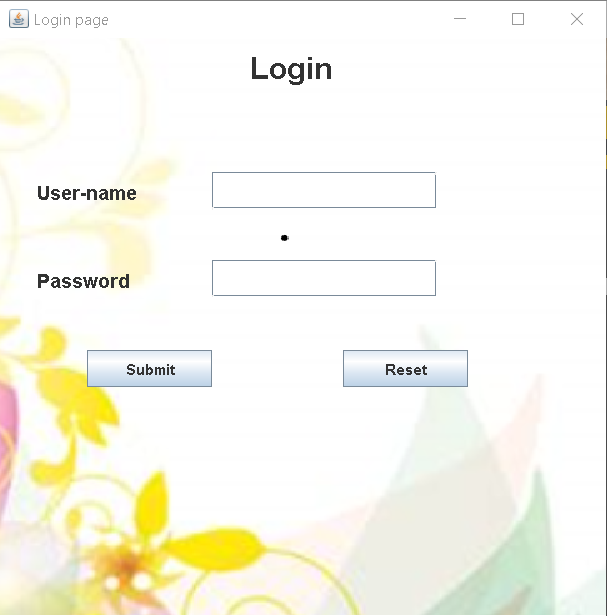 Login page
Login
User-name
Password
Submit Reset